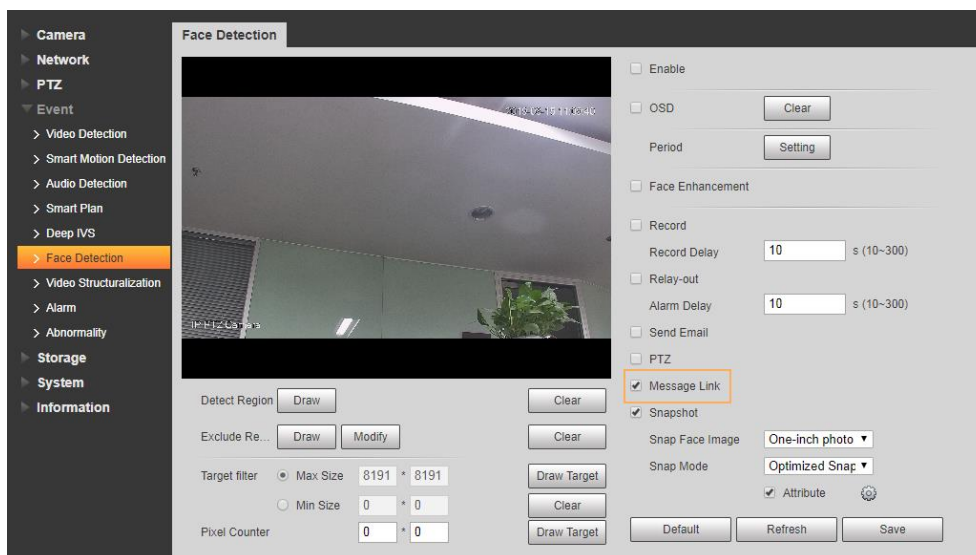 Camera
Network
PTZ
Event
Video Detection
Smart Motion Detection
Audio Detection
Smart Plan
Deep IVS
Face Detection
Video Structuralization
Alarm
Abnormality
Storage
System
Information
Face Detection
IP PTZ Camera
Detect Region Draw Clear
Exclude Re... Draw Modify Clear
Target filter Max Size 8191 * 8191 Draw Target
Min Size 0 * 0 Clear
Pixel Counter 0 * 0 Draw Target
Enable
OSD Clear
Period Setting
Face Enhancement
Record
Record Delay 10 s (10~300)
Relay-out
Alarm Delay 10 s (10~300)
Send Email
PTZ
Message Link
Snapshot
Snap Face Image One-inch photo
Snap Mode Optimized Snap
Attribute
Default Refresh Save